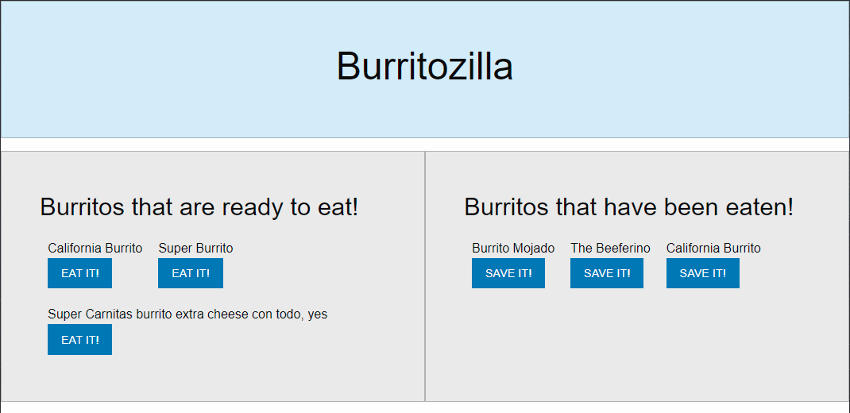 Burritozilla
Burritos that are ready to eat!
California Burrito Super Burrito
EAT IT! EAT IT!
Super Carnitas burrito extra cheese con todo, yes
EAT IT!
Burritos that have been eaten!
Burrito Mojado The Beeferino California Burrito
SAVE IT! SAVE IT! SAVE IT!